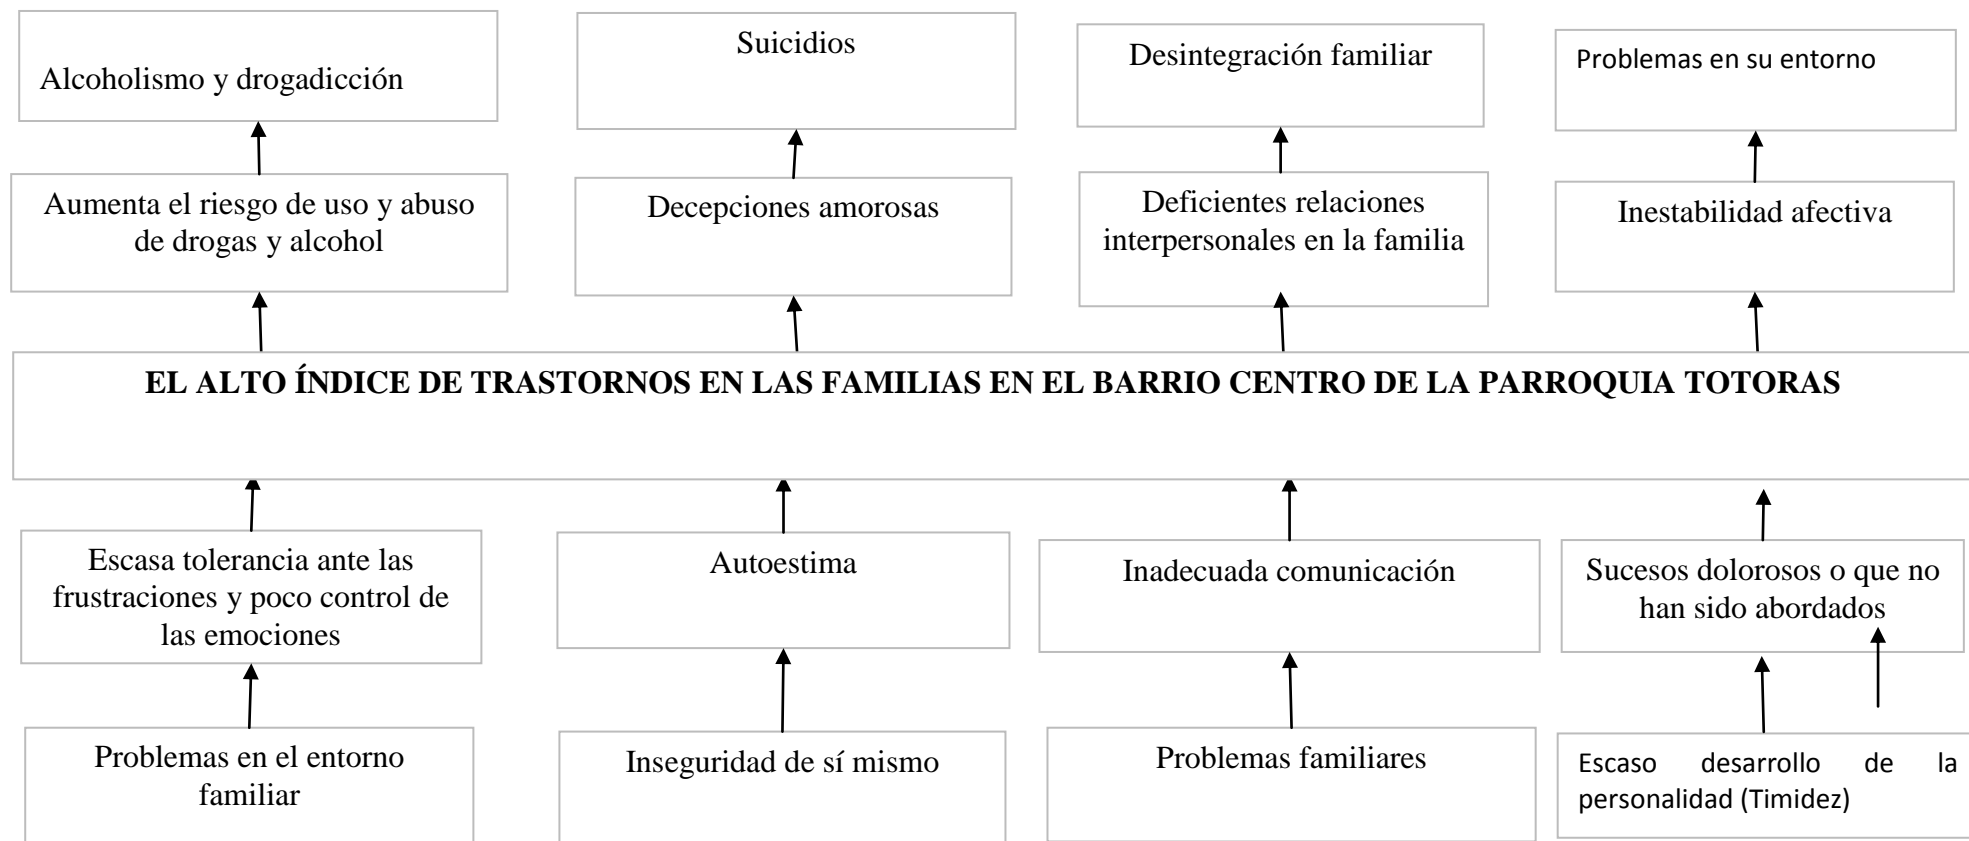 Alcoholismo y drogadicción
Suicidios
Desintegración familiar
Problemas en su entorno
Aumenta el riesgo de uso y abuso
de drogas y alcohol
Decepciones amorosas
Deficientes relaciones
interpersonales en la familia
Inestabilidad afectiva
EL ALTO ÍNDICE DE TRASTORNOS EN LAS FAMILIAS EN EL BARRIO CENTRO DE LA PARROQUIA TOTORAS
Escasa tolerancia ante las
frustraciones y poco control de
las emociones
Autoestima
Inadecuada comunicación
Sucesos dolorosos o que no
han sido abordados
Problemas en el entorno
familiar
Inseguridad de sí mismo
Problemas familiares
Escaso desarrollo de la
personalidad (Timidez)